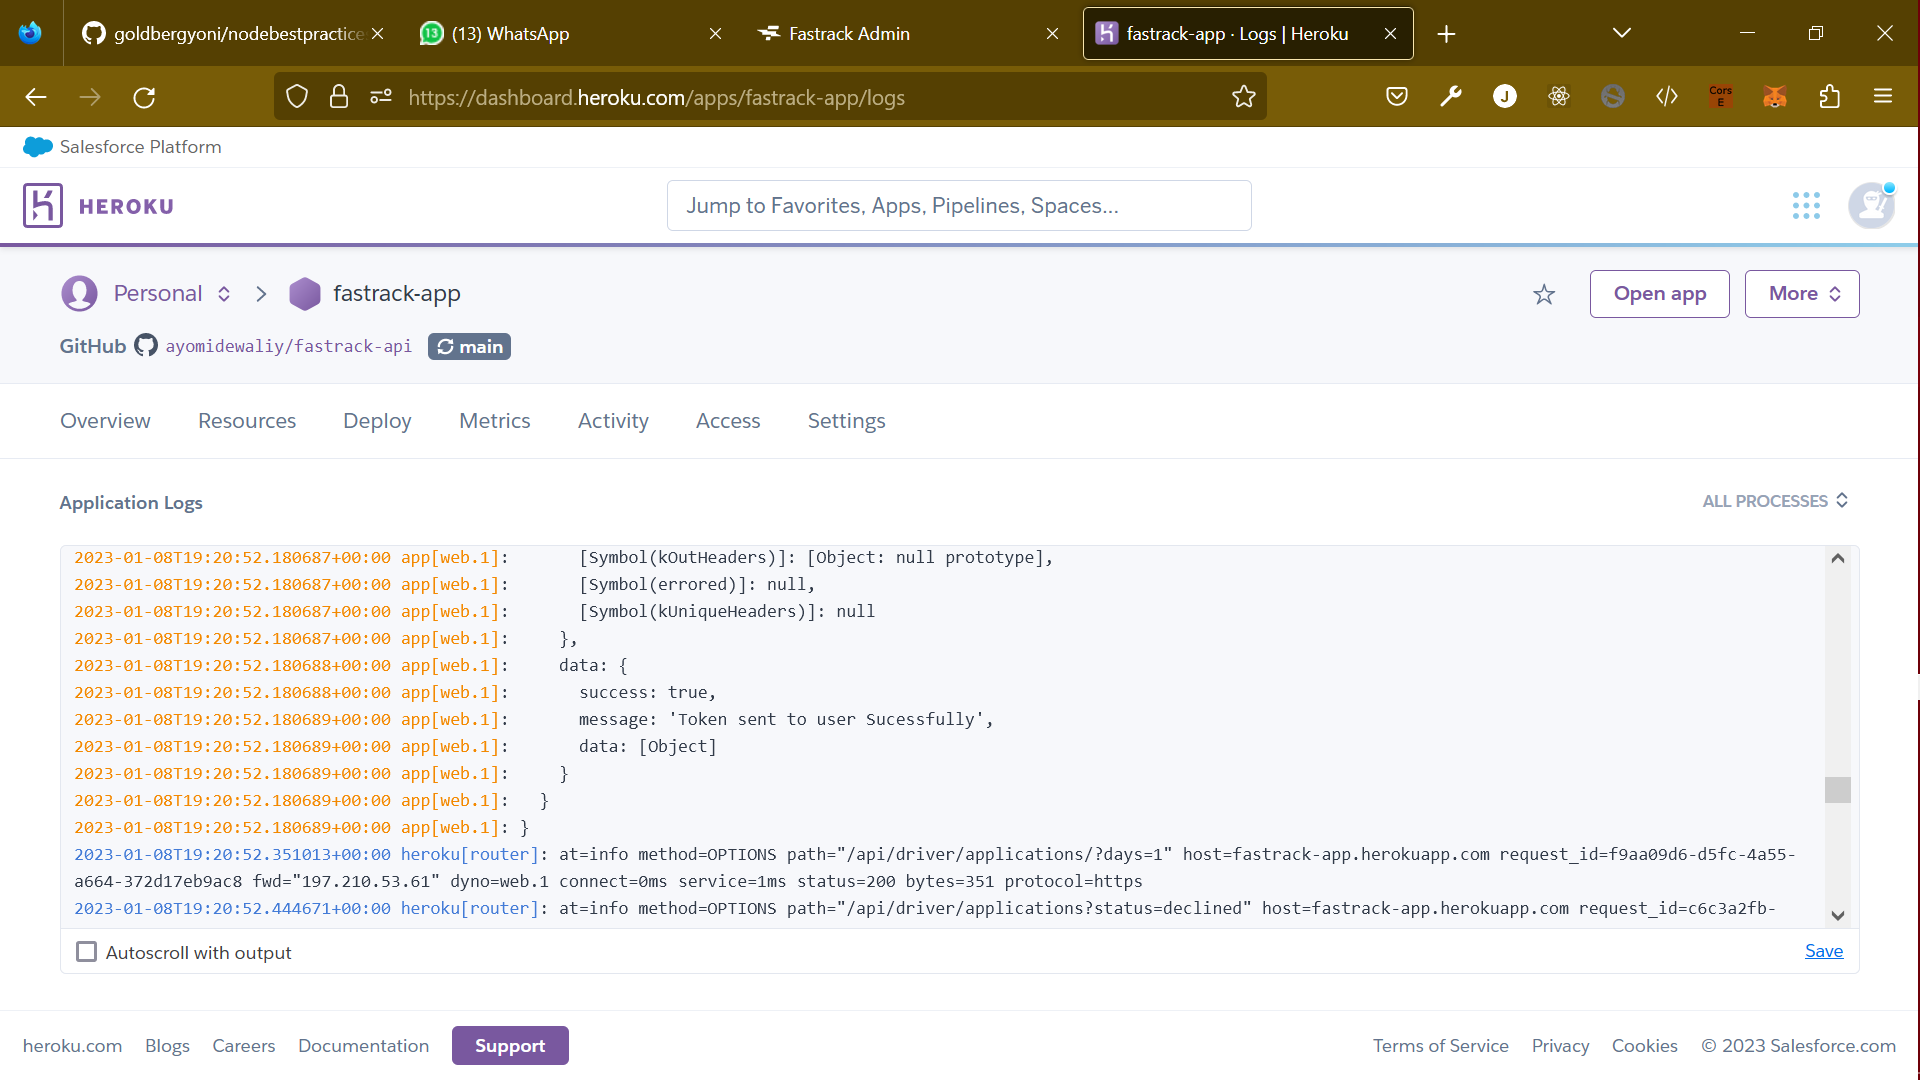 goldbergyoni/nodebestpractice
13 (13) WhatsApp
Fastrack Admin
fastrack-app · Logs | Heroku
https://dashboard.heroku.com/apps/fastrack-app/logs
J
Cors E
Salesforce Platform
HEROKU
Jump to Favorites, Apps, Pipelines, Spaces...
Personal
fastrack-app
Open app
More
GitHub ayomidewaliy/fastrack-api main
Overview
Resources
Deploy
Metrics
Activity
Access
Settings
Application Logs
ALL PROCESSES
2023-01-08T19:20:52.180687+00:00 app[web.1]: [Symbol(kOutHeaders)]: [Object: null prototype],
2023-01-08T19:20:52.180687+00:00 app[web.1]: [Symbol(errored)]: null,
2023-01-08T19:20:52.180687+00:00 app[web.1]: [Symbol(kUniqueHeaders)]: null
2023-01-08T19:20:52.180687+00:00 app[web.1]: },
2023-01-08T19:20:52.180688+00:00 app[web.1]: data: {
2023-01-08T19:20:52.180688+00:00 app[web.1]: success: true,
2023-01-08T19:20:52.180689+00:00 app[web.1]: message: 'Token sent to user Sucessfully',
2023-01-08T19:20:52.180689+00:00 app[web.1]: data: [Object]
2023-01-08T19:20:52.180689+00:00 app[web.1]: }
2023-01-08T19:20:52.180689+00:00 app[web.1]: }
2023-01-08T19:20:52.180689+00:00 app[web.1]: }
2023-01-08T19:20:52.351013+00:00 heroku[router]: at=info method=OPTIONS path="/api/driver/applications/?days=1" host=fastrack-app.herokuapp.com request_id=f9aa09d6-d5fc-4a55-
a664-372d17eb9ac8 fwd="197.210.53.61" dyno=web.1 connect=0ms service=1ms status=200 bytes=351 protocol=https
2023-01-08T19:20:52.444671+00:00 heroku[router]: at=info method=OPTIONS path="/api/driver/applications?status=declined" host=fastrack-app.herokuapp.com request_id=c6c3a2fb-
Autoscroll with output
Save
heroku.com
Blogs
Careers
Documentation
Support
Terms of Service
Privacy
Cookies
© 2023 Salesforce.com